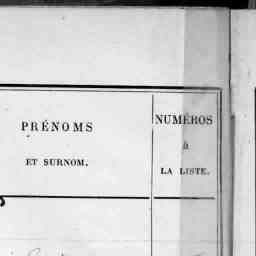 PRÉNOMS
ET SURNOM.
NUMÉROS
à
LA LISTE.